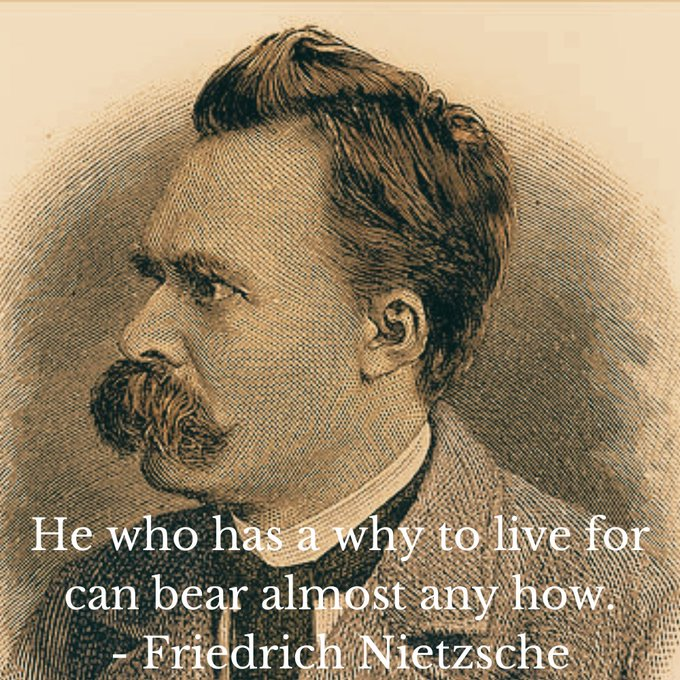 He who has a why to live for
can bear almost any how.
- Friedrich Nietzsche